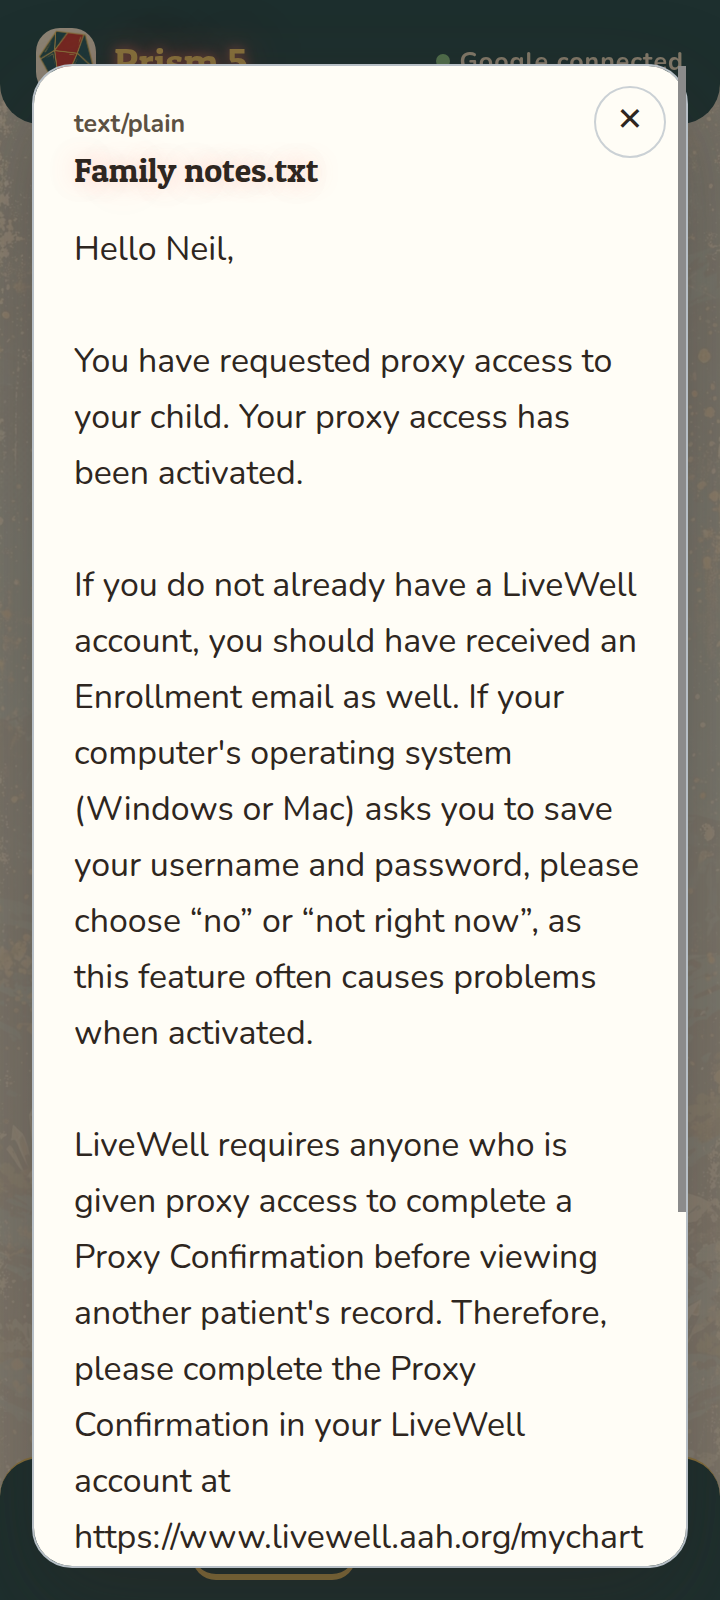 Prism 5
Google connected
text/plain
✕
Family notes.txt
Hello Neil,
You have requested proxy access to
your child. Your proxy access has
been activated.
If you do not already have a LiveWell
account, you should have received an
Enrollment email as well. If your
computer's operating system
(Windows or Mac) asks you to save
your username and password, please
choose “no” or “not right now”, as
this feature often causes problems
when activated.
LiveWell requires anyone who is
given proxy access to complete a
Proxy Confirmation before viewing
another patient's record. Therefore,
please complete the Proxy
Confirmation in your LiveWell
account at
https://www.livewell.aah.org/mychart